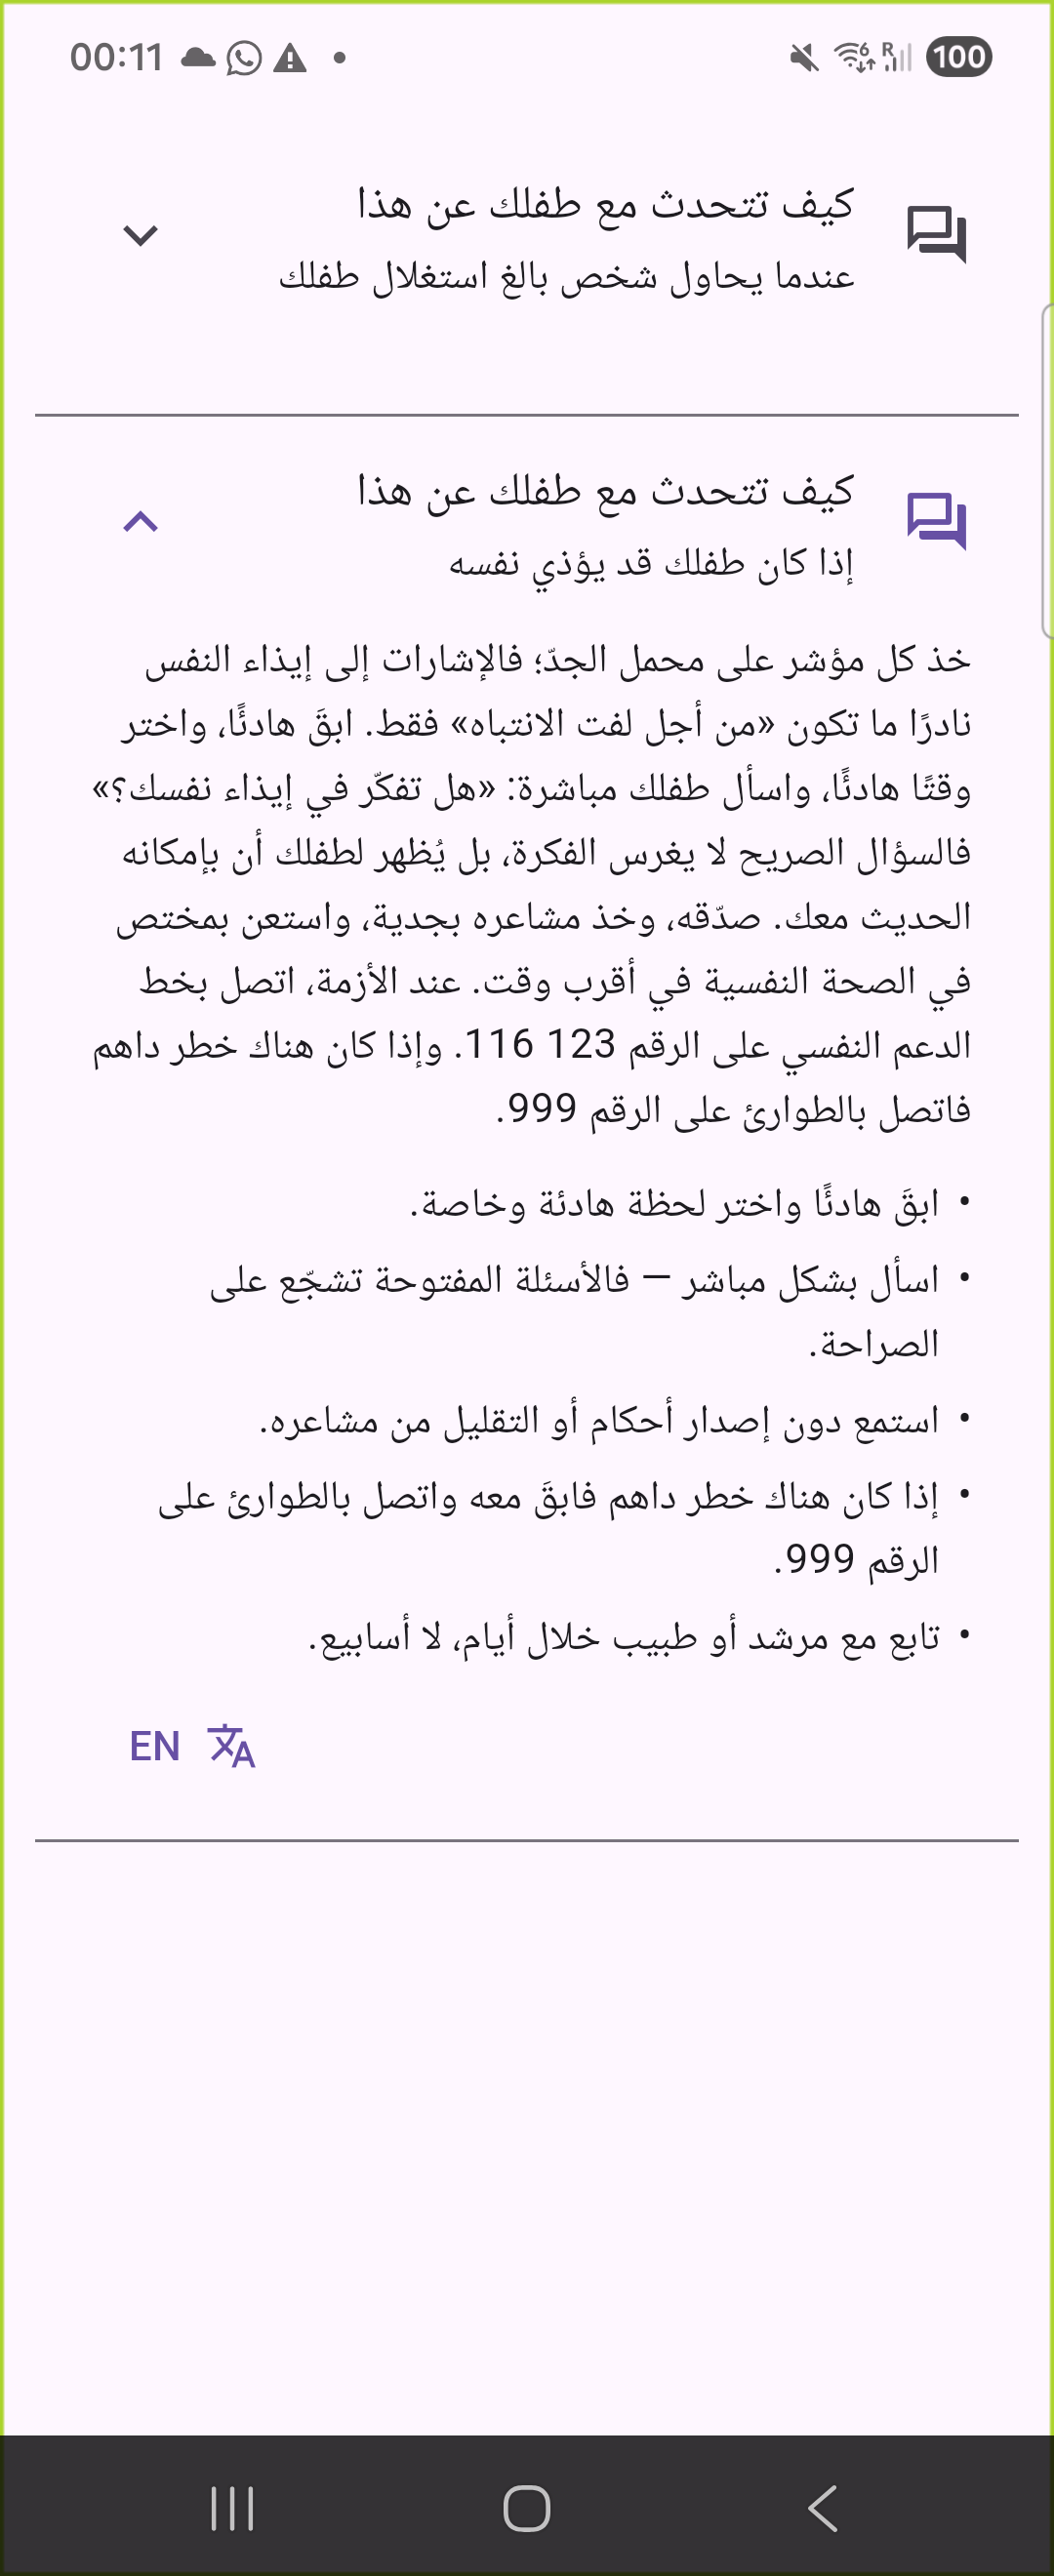 00:11
R
6
100
كيف تتحدث مع طفلك عن هذا
عندما يحاول شخص بالغ استغلال طفلك
كيف تتحدث مع طفلك عن هذا
إذا كان طفلك قد يؤذي نفسه
خذ كل مؤشر على محمل الجدّ؛ فالإشارات إلى إيذاء النفس
نادرًا ما تكون «من أجل لفت الانتباه» فقط. ابقَ هادئًا، واختر
وقتًا هادئًا، واسأل طفلك مباشرة: «هل تفكّر في إيذاء نفسك؟»
فالسؤال الصريح لا يغرس الفكرة، بل يُظهر لطفلك أن بإمكانه
الحديث معك. صدّقه، وخذ مشاعره بجدية، واستعن بمختص
في الصحة النفسية في أقرب وقت. عند الأزمة، اتصل بخط
الدعم النفسي على الرقم 123 116. وإذا كان هناك خطر داهم
فاتصل بالطوارئ على الرقم 999.
• ابقَ هادئًا واختر لحظة هادئة وخاصة.
• اسأل بشكل مباشر — فالأسئلة المفتوحة تشجّع على
الصراحة.
• استمع دون إصدار أحكام أو التقليل من مشاعره.
• إذا كان هناك خطر داهم فابقَ معه واتصل بالطوارئ على
الرقم 999.
• تابع مع مرشد أو طبيب خلال أيام، لا أسابيع.
EN